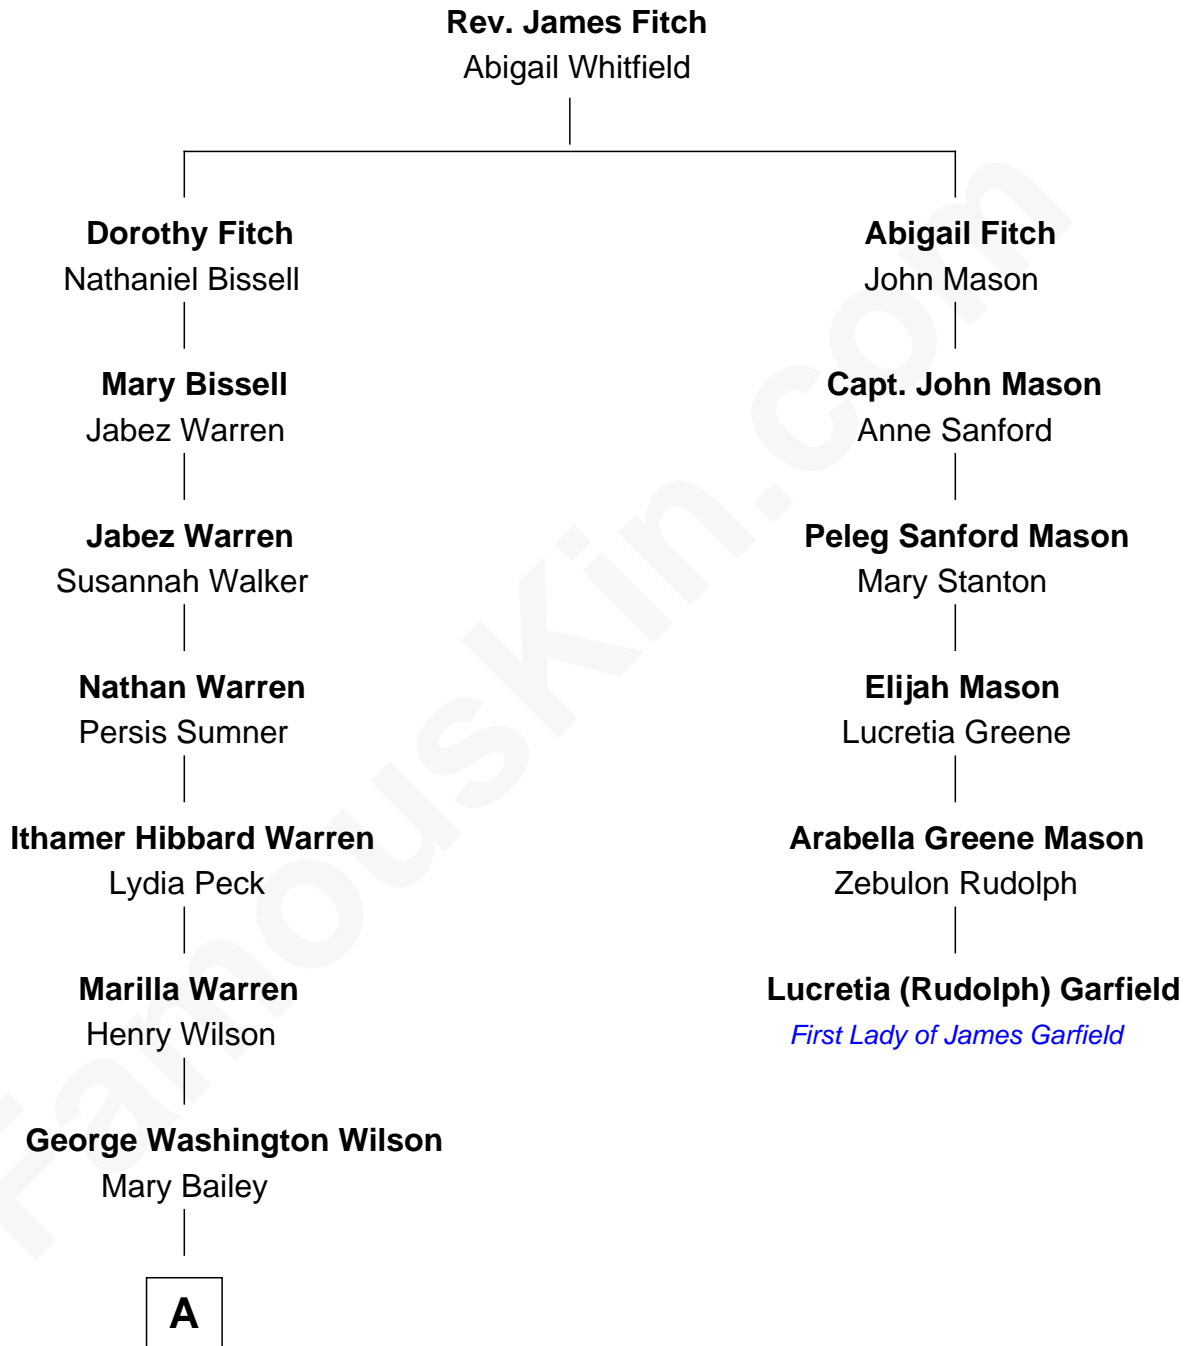 Rev. James Fitch
Abigail Whitfield
Dorothy Fitch
Nathaniel Bissell
Abigail Fitch
John Mason
Mary Bissell
Jabez Warren
Capt. John Mason
Anne Sanford
Jabez Warren
Susannah Walker
Peleg Sanford Mason
Mary Stanton
Nathan Warren
Persis Sumner
Elijah Mason
Lucretia Greene
Ithamer Hibbard Warren
Lydia Peck
Arabella Greene Mason
Zebulon Rudolph
Marilla Warren
Henry Wilson
Lucretia (Rudolph) Garfield
First Lady of James Garfield
George Washington Wilson
Mary Bailey
A
FamousKin.com